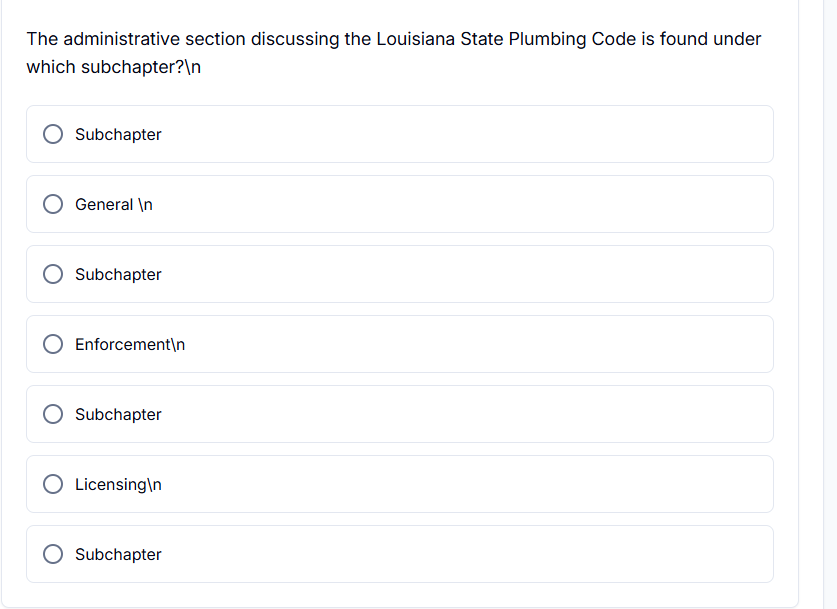 The administrative section discussing the Louisiana State Plumbing Code is found under
which subchapter?\n
Subchapter
General \n
Subchapter
Enforcement\n
Subchapter
Licensing\n
Subchapter